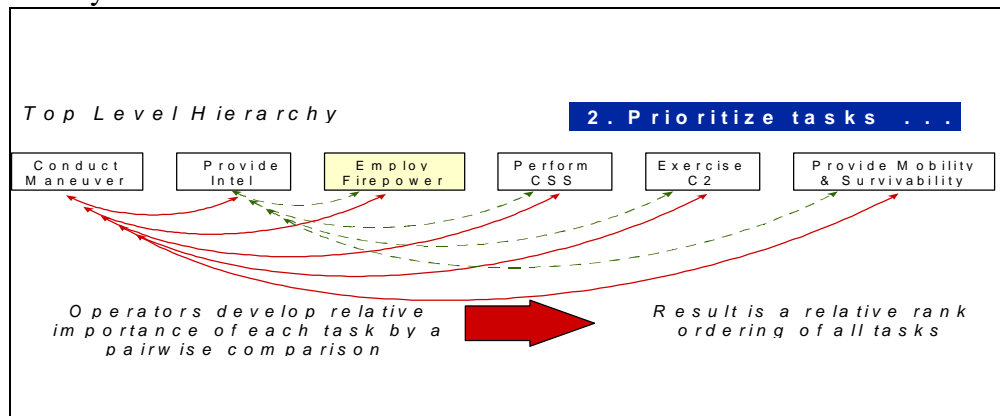 Top Level Hierarchy
2. Prioritize tasks ...
Conduct
Maneuver
Provide
Intel
Employ
Firepower
Perform
CSS
Exercise
C2
Provide Mobility
& Survivability
Operators develop relative
importance of each task by a
pairwise comparison
Result is a relative rank
ordering of all tasks